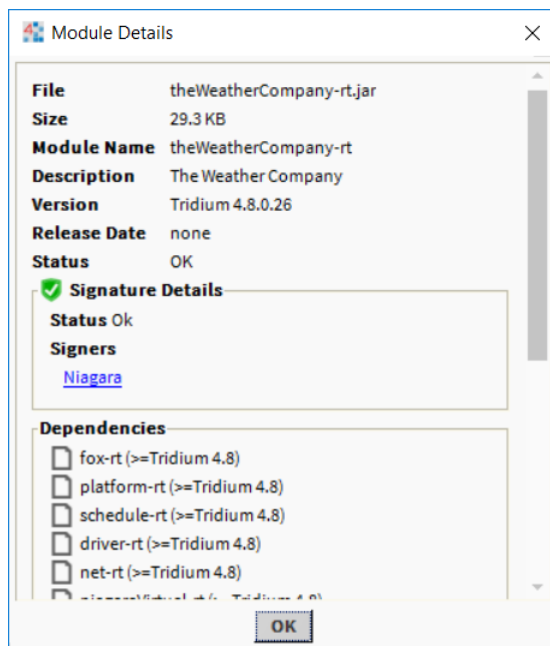 Module Details
File theWeatherCompany-rt.jar
Size 29.3 KB
Module Name theWeatherCompany-rt
Description The Weather Company
Version Tridium 4.8.0.26
Release Date none
Status OK
Signature Details
Status Ok
Signers
Niagara
Dependencies
fox-rt (>=Tridium 4.8)
platform-rt (>=Tridium 4.8)
schedule-rt (>=Tridium 4.8)
driver-rt (>=Tridium 4.8)
net-rt (>=Tridium 4.8)
OK